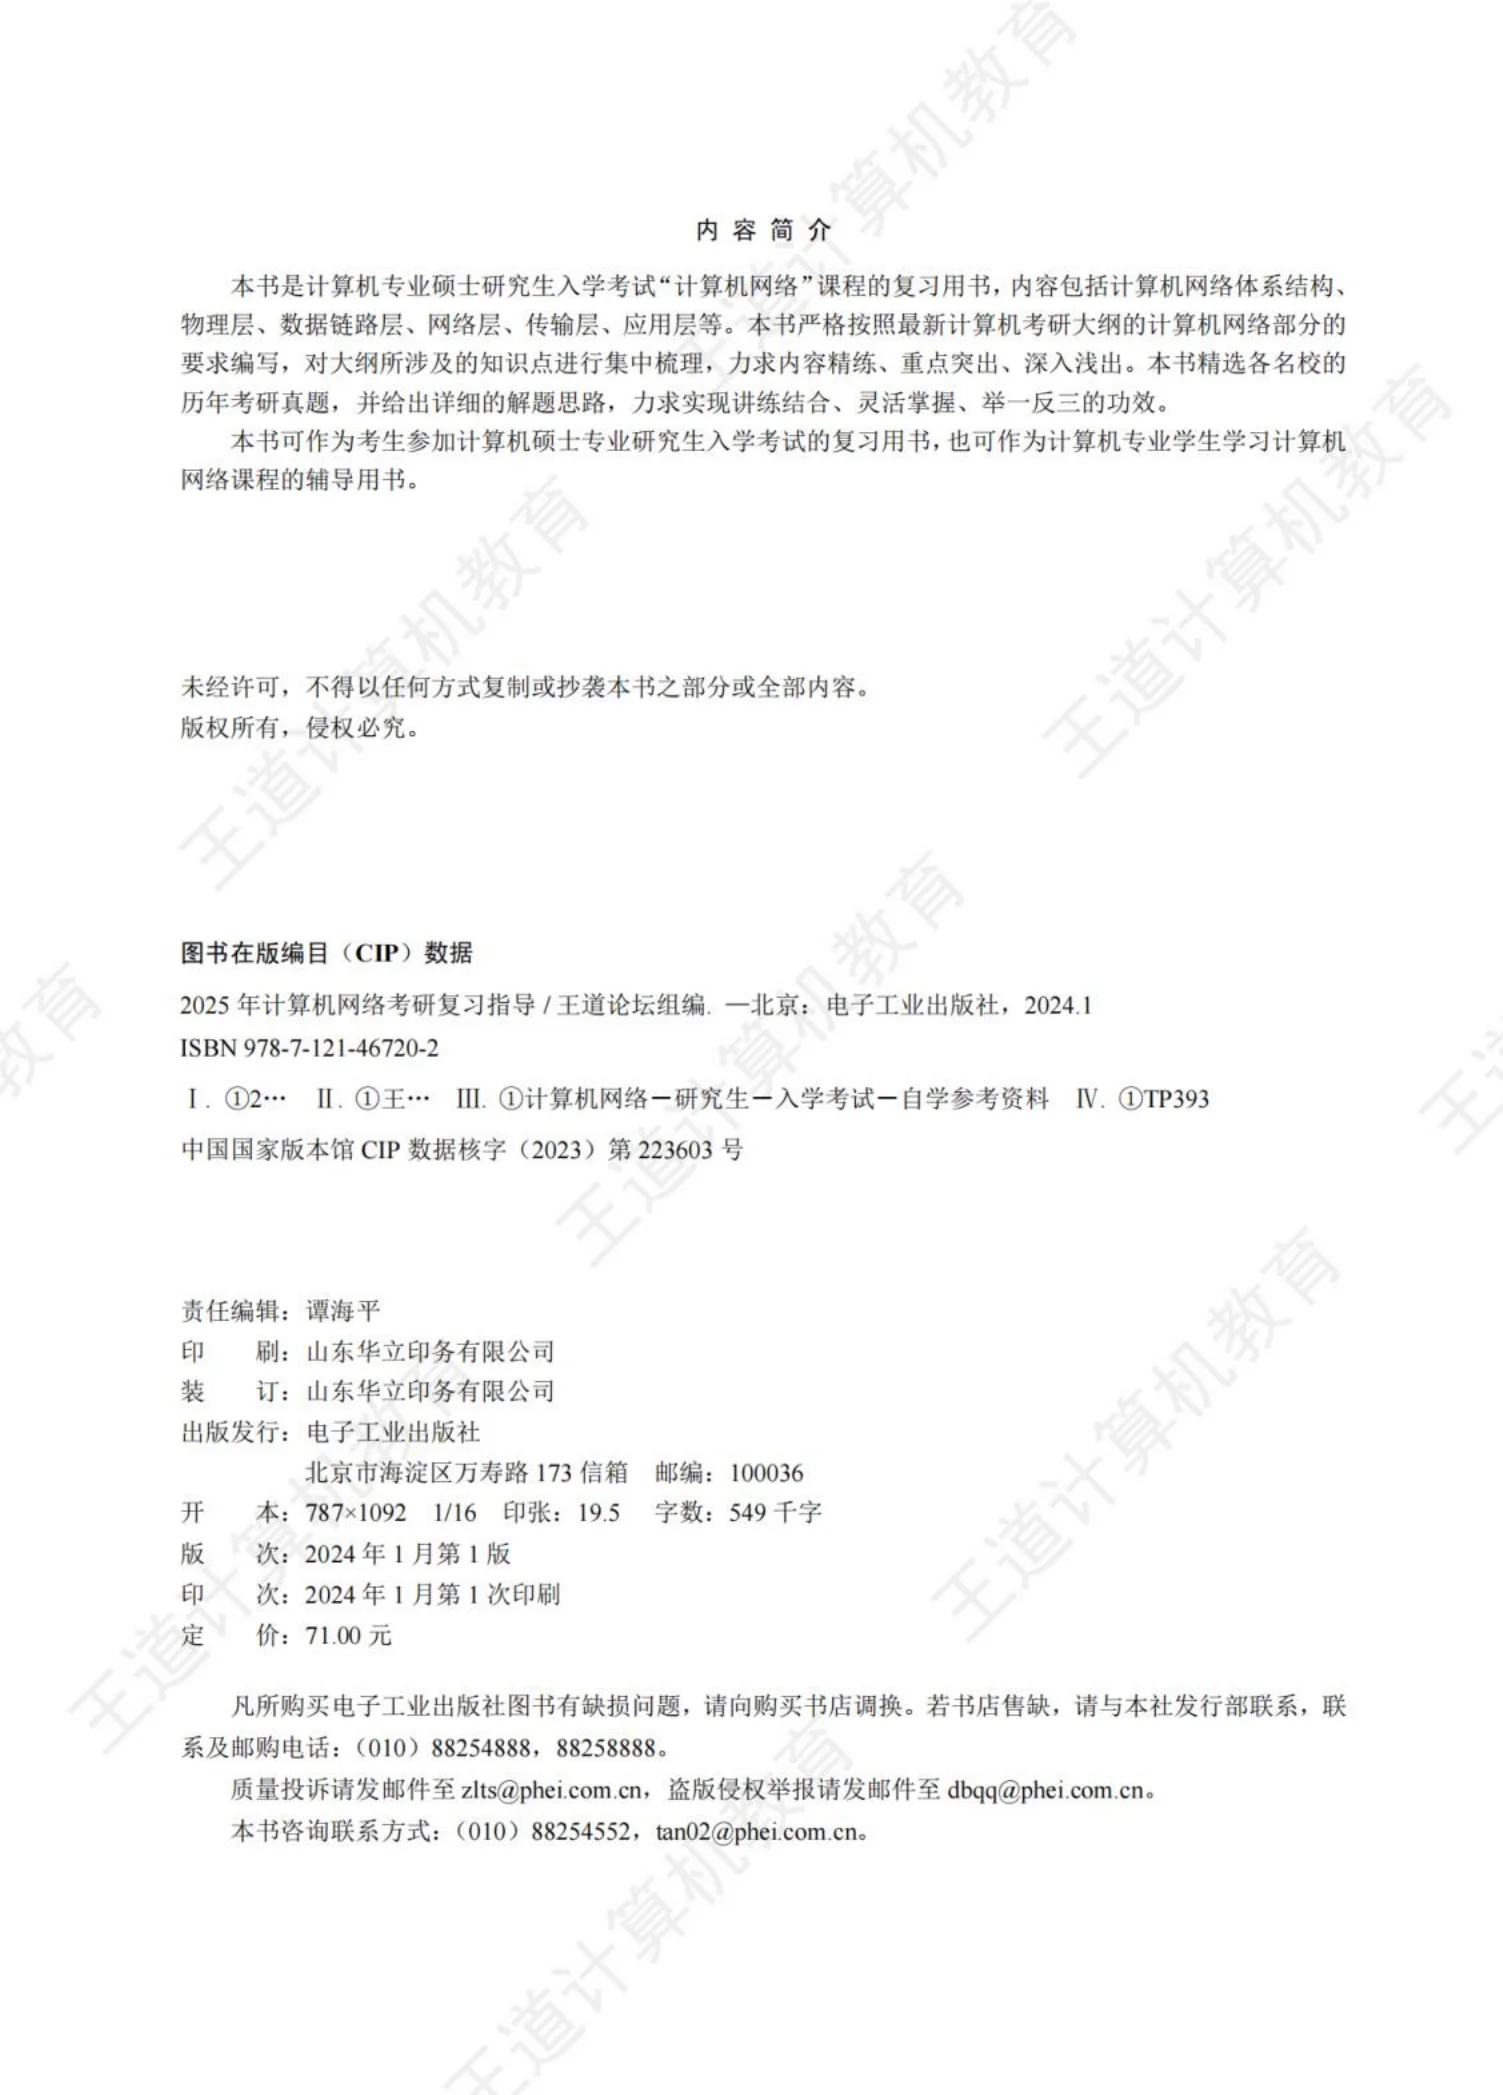 内容简介
本书是计算机专业硕士研究生入学考试“计算机网络”课程的复习用书，内容包括计算机网络体系结构、
物理层、数据链路层、网络层、传输层、应用层等。本书严格按照最新计算机考研大纲的计算机网络部分的
要求编写，对大纲所涉及的知识点进行集中梳理，力求内容精练、重点突出、深入浅出。本书精选各名校的
历年考研真题，并给出详细的解题思路，力求实现讲练结合、灵活掌握、举一反三的功效。
本书可作为考生参加计算机硕士专业研究生入学考试的复习用书，也可作为计算机专业学生学习计算机
网络课程的辅导用书。
未经许可，不得以任何方式复制或抄袭本书之部分或全部内容。
版权所有，侵权必究。
图书在版编目（CIP）数据
2025 年计算机网络考研复习指导 / 王道论坛组编. —北京：电子工业出版社，2024.1
ISBN 978-7-121-46720-2
Ⅰ. ①2… Ⅱ. ①王… Ⅲ. ①计算机网络－研究生－入学考试－自学参考资料 Ⅳ. ①TP393
中国国家版本馆 CIP 数据核字（2023）第 223603 号
责任编辑：谭海平
印 刷：山东华立印务有限公司
装 订：山东华立印务有限公司
出版发行：电子工业出版社
北京市海淀区万寿路 173 信箱 邮编：100036
开 本：787×1092 1/16 印张：19.5 字数：549 千字
版 次：2024 年 1 月第 1 版
印 次：2024 年 1 月第 1 次印刷
定 价：71.00 元
凡所购买电子工业出版社图书有缺损问题，请向购买书店调换。若书店售缺，请与本社发行部联系，联
系及邮购电话：（010）88254888，88258888。
质量投诉请发邮件至 zlts@phei.com.cn，盗版侵权举报请发邮件至 dbqq@phei.com.cn。
本书咨询联系方式：（010）88254552，tan02@phei.com.cn。
王道计算机教育
王道计算机教育
王道计算机教育
王道计算机教育
王道计算机教育
王道计算机教育
王道计算机教育
教育
王道